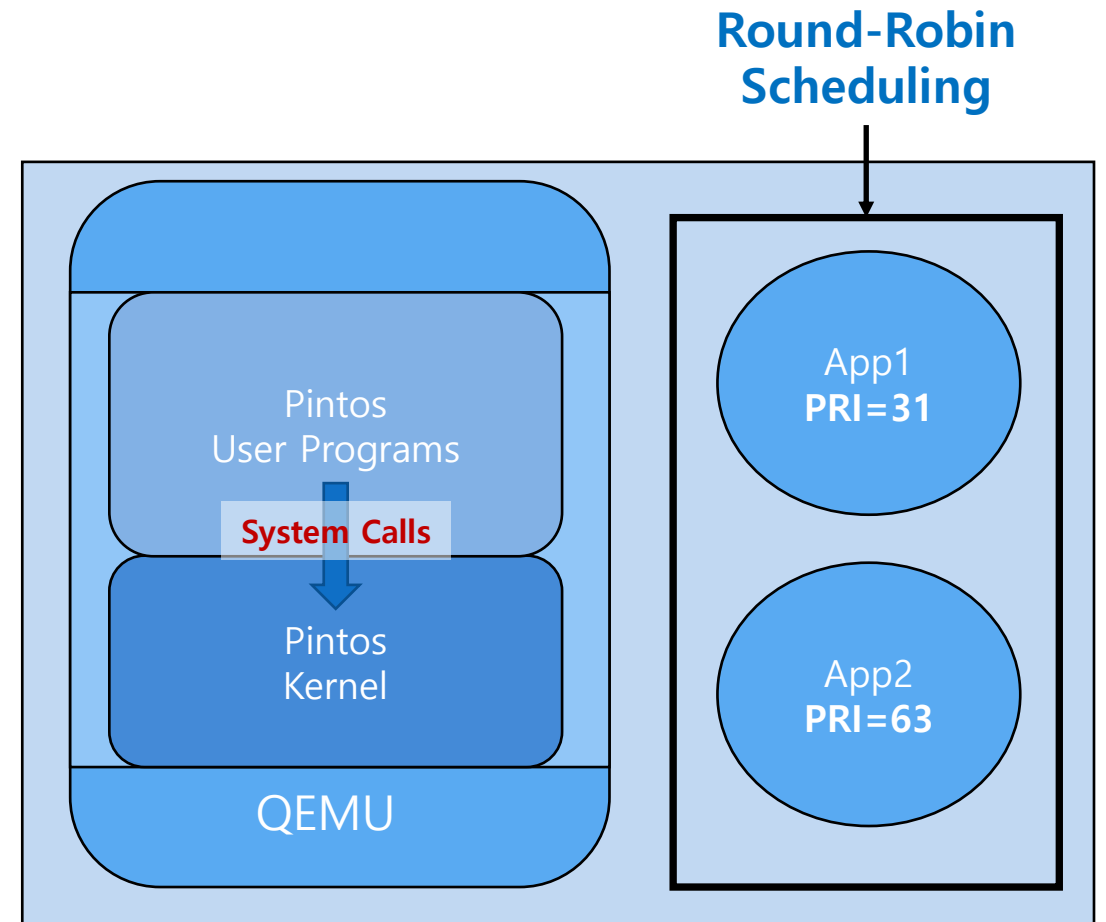 Round-Robin
Scheduling
Pintos
User Programs
System Calls
Pintos
Kernel
QEMU
App1
PRI=31
App2
PRI=63